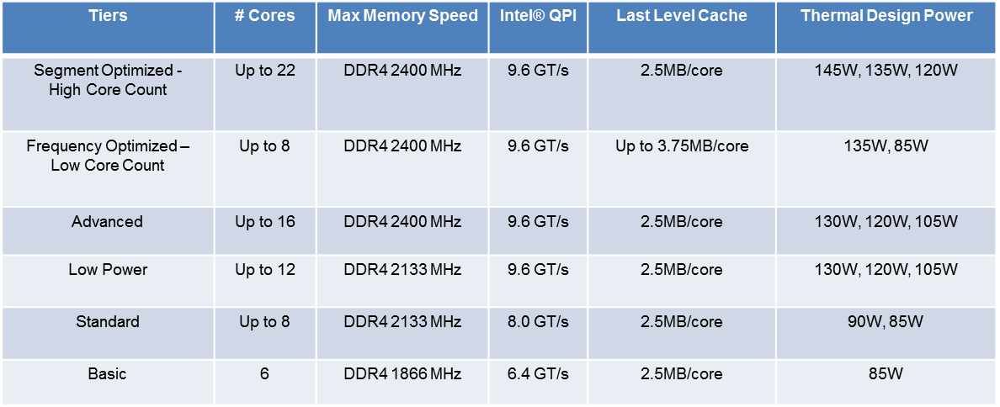 Tiers # Cores Max Memory Speed Intel® QPI Last Level Cache Thermal Design Power
Segment Optimized - Up to 22 DDR4 2400 MHz 9.6 GT/s 2.5MB/core 145W, 135W, 120W
High Core Count
Frequency Optimized – Up to 8 DDR4 2400 MHz 9.6 GT/s Up to 3.75MB/core 135W, 85W
Low Core Count
Advanced Up to 16 DDR4 2400 MHz 9.6 GT/s 2.5MB/core 130W, 120W, 105W
Low Power Up to 12 DDR4 2133 MHz 9.6 GT/s 2.5MB/core 130W, 120W, 105W
Standard Up to 8 DDR4 2133 MHz 8.0 GT/s 2.5MB/core 90W, 85W
Basic 6 DDR4 1866 MHz 6.4 GT/s 2.5MB/core 85W